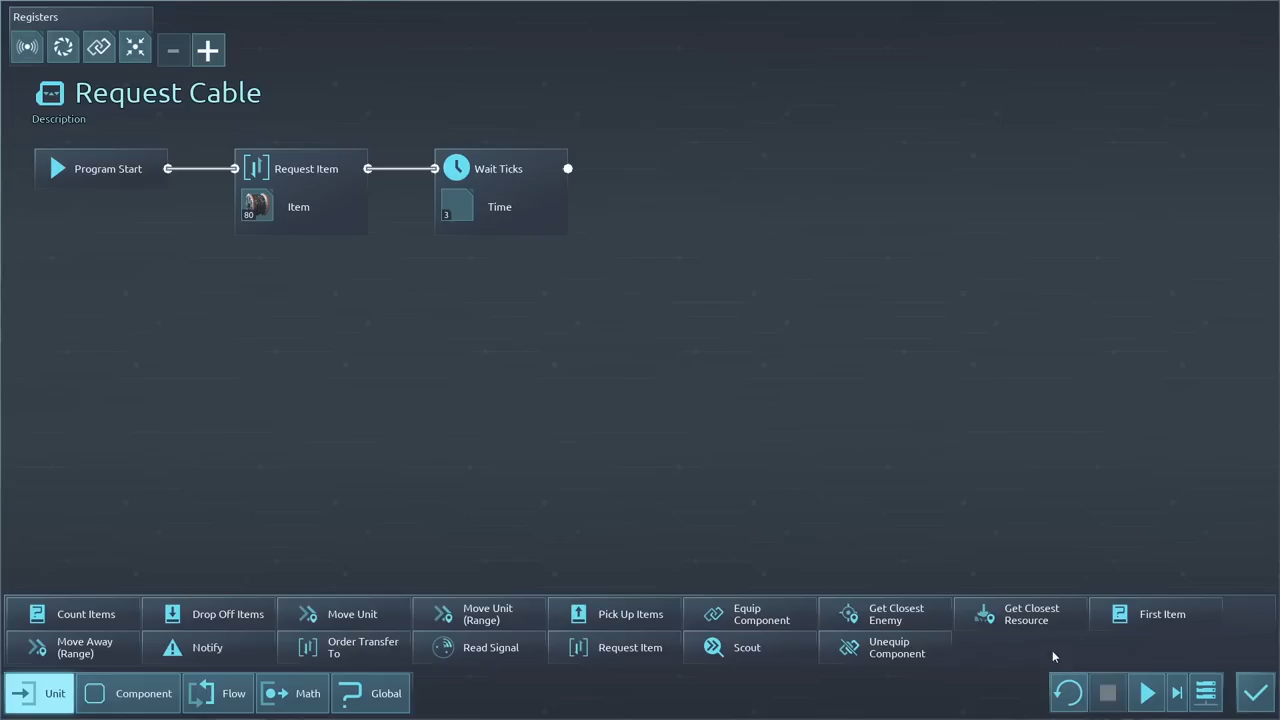 Registers
Request Cable
Description
Program Start
Request Item
Wait Ticks
80
Item
3
Time
Count Items
Drop Off Items
Move Unit
Move Unit
(Range)
Pick Up Items
Equip
Component
Get Closest
Enemy
Get Closest
Resource
First Item
Move Away
(Range)
Notify
Order Transfer
To
Read Signal
Request Item
Scout
Unequip
Component
Unit
Component
Flow
Math
Global